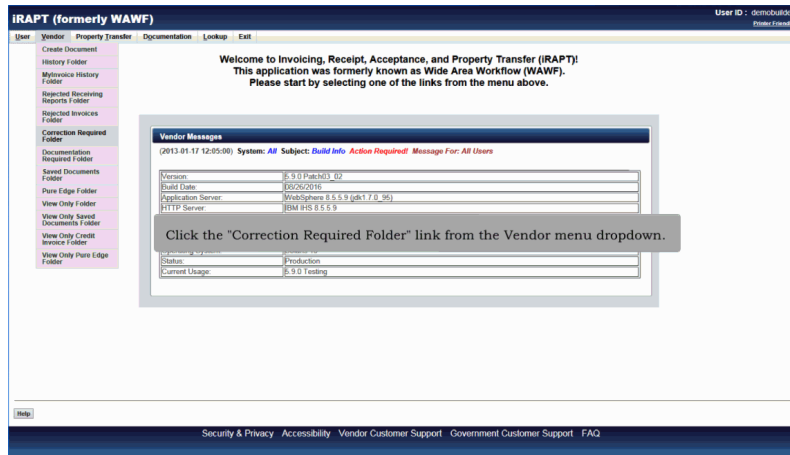 iRAPT (formerly WAWF)
User ID : demobuilde
Printer Friend
User Vendor Property Transfer Documentation Lookup Exit
Create Document
History Folder
MyInvoice History
Folder
Rejected Receiving
Reports Folder
Rejected Invoices
Folder
Correction Required
Folder
Documentation
Required Folder
Saved Documents
Folder
Pure Edge Folder
View Only Folder
View Only Saved
Documents Folder
View Only Credit
Invoice Folder
View Only Pure Edge
Folder
Welcome to Invoicing, Receipt, Acceptance, and Property Transfer (iRAPT)!
This application was formerly known as Wide Area Workflow (WAWF).
Please start by selecting one of the links from the menu above.
Vendor Messages
(2013-01-17 12:05:00) System: All Subject: Build Info Action Required! Message For: All Users
Version: 5.9.0 Patch03_02
Build Date: 08/26/2016
Application Server: WebSphere 8.5.5.9 (jdk1.7.0_95)
HTTP Server: IBM IHS 8.5.5.9
Click the "Correction Required Folder" link from the Vendor menu dropdown.
Status: Production
Current Usage: 5.9.0 Testing
Help
Security & Privacy Accessibility Vendor Customer Support Government Customer Support FAQ